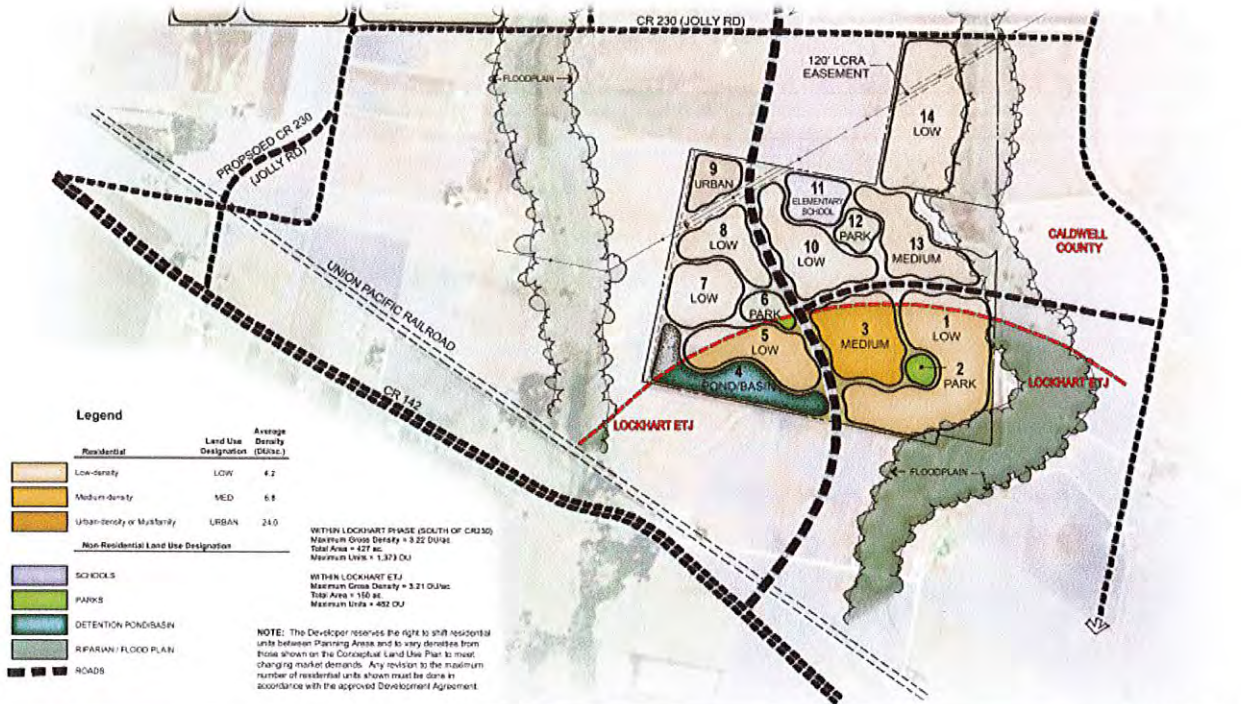 CR 230 (JOLLY RD)
FLOODPLAIN
120' LCRA
EASEMENT
14
LOW
PROPSOED CR 230
(JOLLY RD)
9
URBAN
11
ELEMENTARY
SCHOOL
12
PARK
8
LOW
10
LOW
13
MEDIUM
CALDWELL
COUNTY
7
LOW
6
PARK
5
LOW
3
MEDIUM
1
LOW
2
PARK
4
POND/BASIN
UNION PACIFIC RAILROAD
CR 142
LOCKHART ETJ
LOCKHART ETJ
FLOODPLAIN
Legend
Residential Land Use Designation Average Density (DU/ac.)
Low-density LOW 4.2
Medium-density MED 6.8
Urban-density or Multifamily URBAN 24.0
Non-Residential Land Use Designation
SCHOOLS
PARKS
DETENTION POND/BASIN
RIPARIAN / FLOOD PLAIN
ROADS
WITHIN LOCKHART PHASE (SOUTH OF CR230)
Maximum Gross Density = 3.22 DU/ac
Total Area = 427 ac.
Maximum Units = 1,373 DU
WITHIN LOCKHART ETJ
Maximum Gross Density = 3.21 DU/ac
Total Area = 150 ac.
Maximum Units = 482 DU
NOTE: The Developer reserves the right to shift residential
units between Planning Areas and to vary densities from
those shown on the Conceptual Land Use Plan to meet
changing market demands. Any revision to the maximum
number of residential units shown must be done in
accordance with the approved Development Agreement.